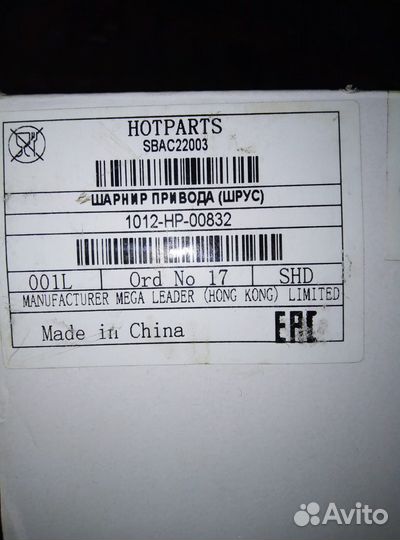 HOTPARTS
SBAC22003
ШАРНИР ПРИВОДА (ШРУС)
1012-HP-00832
001L Ord No 17 SHD
MANUFACTURER MEGA LEADER (HONG KONG) LIMITED
Made in China EAC
Avito